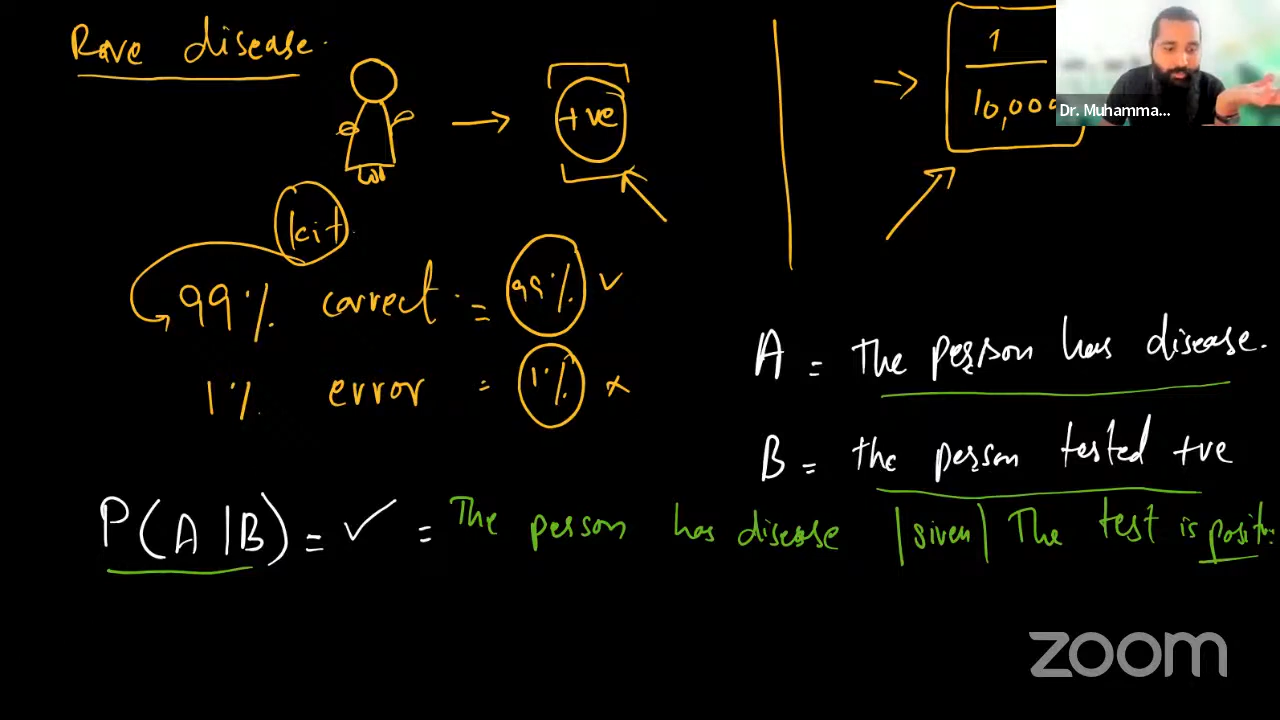 Rare disease.
+ve
1
10,000
Dr. Muhamma...
kit
99% correct = 99% ✓
1% error = 1% ×
A = The person has disease.
B = the person tested +ve
P(A|B) = ✓ = The person has disease |given| The test is positi
zoom